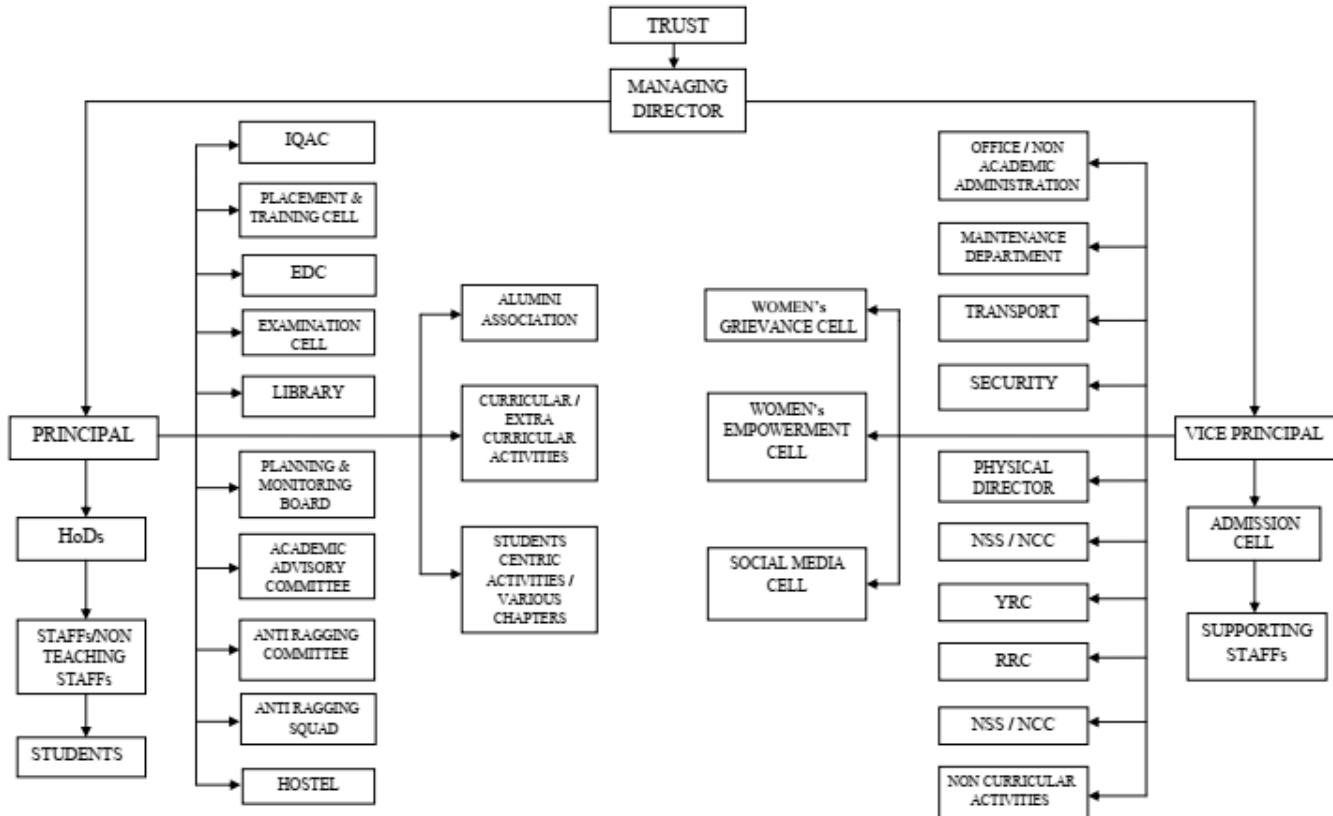 TRUST
MANAGING
DIRECTOR
IQAC
PLACEMENT &
TRAINING CELL
EDC
EXAMINATION
CELL
LIBRARY
PRINCIPAL
PLANNING &
MONITORING
BOARD
HoDs
ACADEMIC
ADVISORY
COMMITTEE
STAFFs/NON
TEACHING
STAFFs
ANTI RAGGING
COMMITTEE
ANTI RAGGING
SQUAD
STUDENTS
HOSTEL
ALUMINI
ASSOCIATION
CURRICULAR /
EXTRA
CURRICULAR
ACTIVITIES
STUDENTS
CENTRIC
ACTIVITIES /
VARIOUS
CHAPTERS
WOMEN's
GRIEVANCE CELL
WOMEN's
EMPOWERMENT
CELL
SOCIAL MEDIA
CELL
OFFICE / NON
ACADEMIC
ADMINISTRATION
MAINTENANCE
DEPARTMENT
TRANSPORT
SECURITY
PHYSICAL
DIRECTOR
NSS / NCC
YRC
RRC
NSS / NCC
NON CURRICULAR
ACTIVITIES
VICE PRINCIPAL
ADMISSION
CELL
SUPPORTING
STAFFs